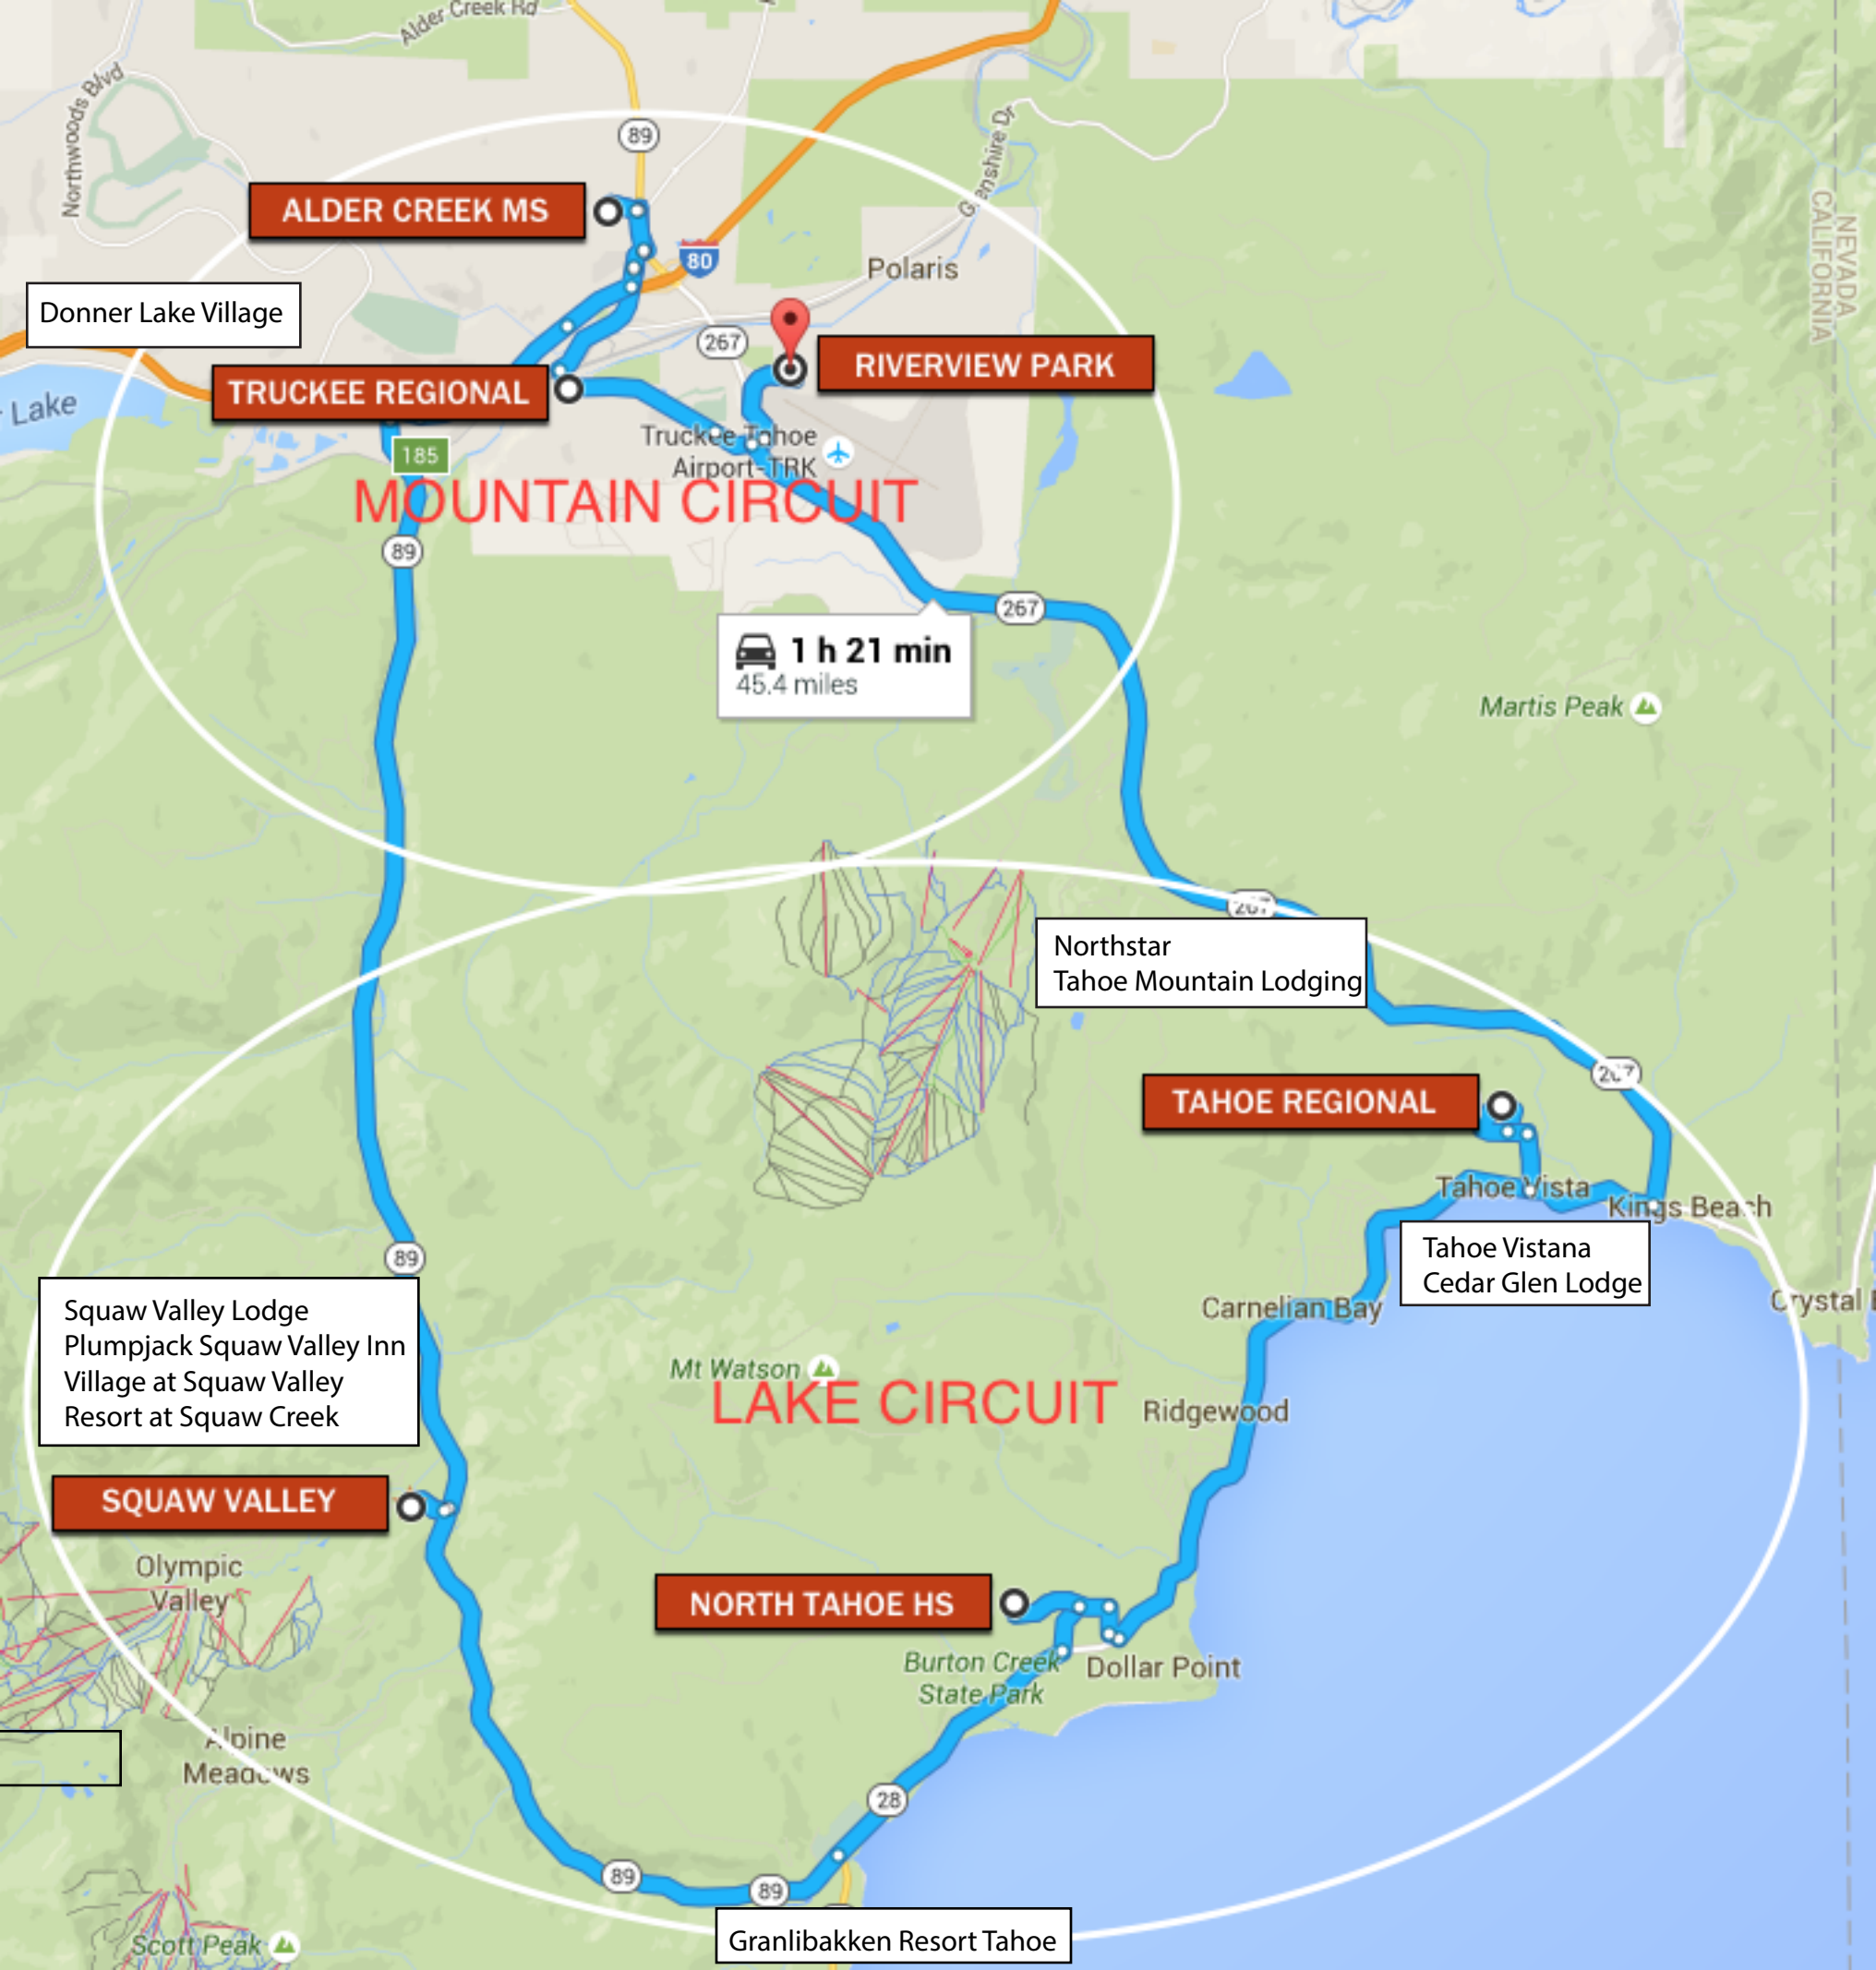 Alder Creek Rd
Northwoods Blvd
89
ALDER CREEK MS
Glenshire Dr
80
Polaris
NEVADA
CALIFORNIA
Donner Lake Village
267
RIVERVIEW PARK
TRUCKEE REGIONAL
Lake
Truckee Tahoe
Airport-TRK
185
MOUNTAIN CIRCUIT
89
267
1 h 21 min
45.4 miles
Martis Peak
267
Northstar
Tahoe Mountain Lodging
267
TAHOE REGIONAL
Tahoe Vista
Kings Beach
Tahoe Vistana
Cedar Glen Lodge
89
Crystal
Carnelian Bay
Squaw Valley Lodge
Plumpjack Squaw Valley Inn
Village at Squaw Valley
Resort at Squaw Creek
Mt Watson
LAKE CIRCUIT
Ridgewood
SQUAW VALLEY
Olympic
Valley
NORTH TAHOE HS
Burton Creek
State Park
Dollar Point
Alpine
Meadows
28
89
89
Granlibakken Resort Tahoe
Scott Peak